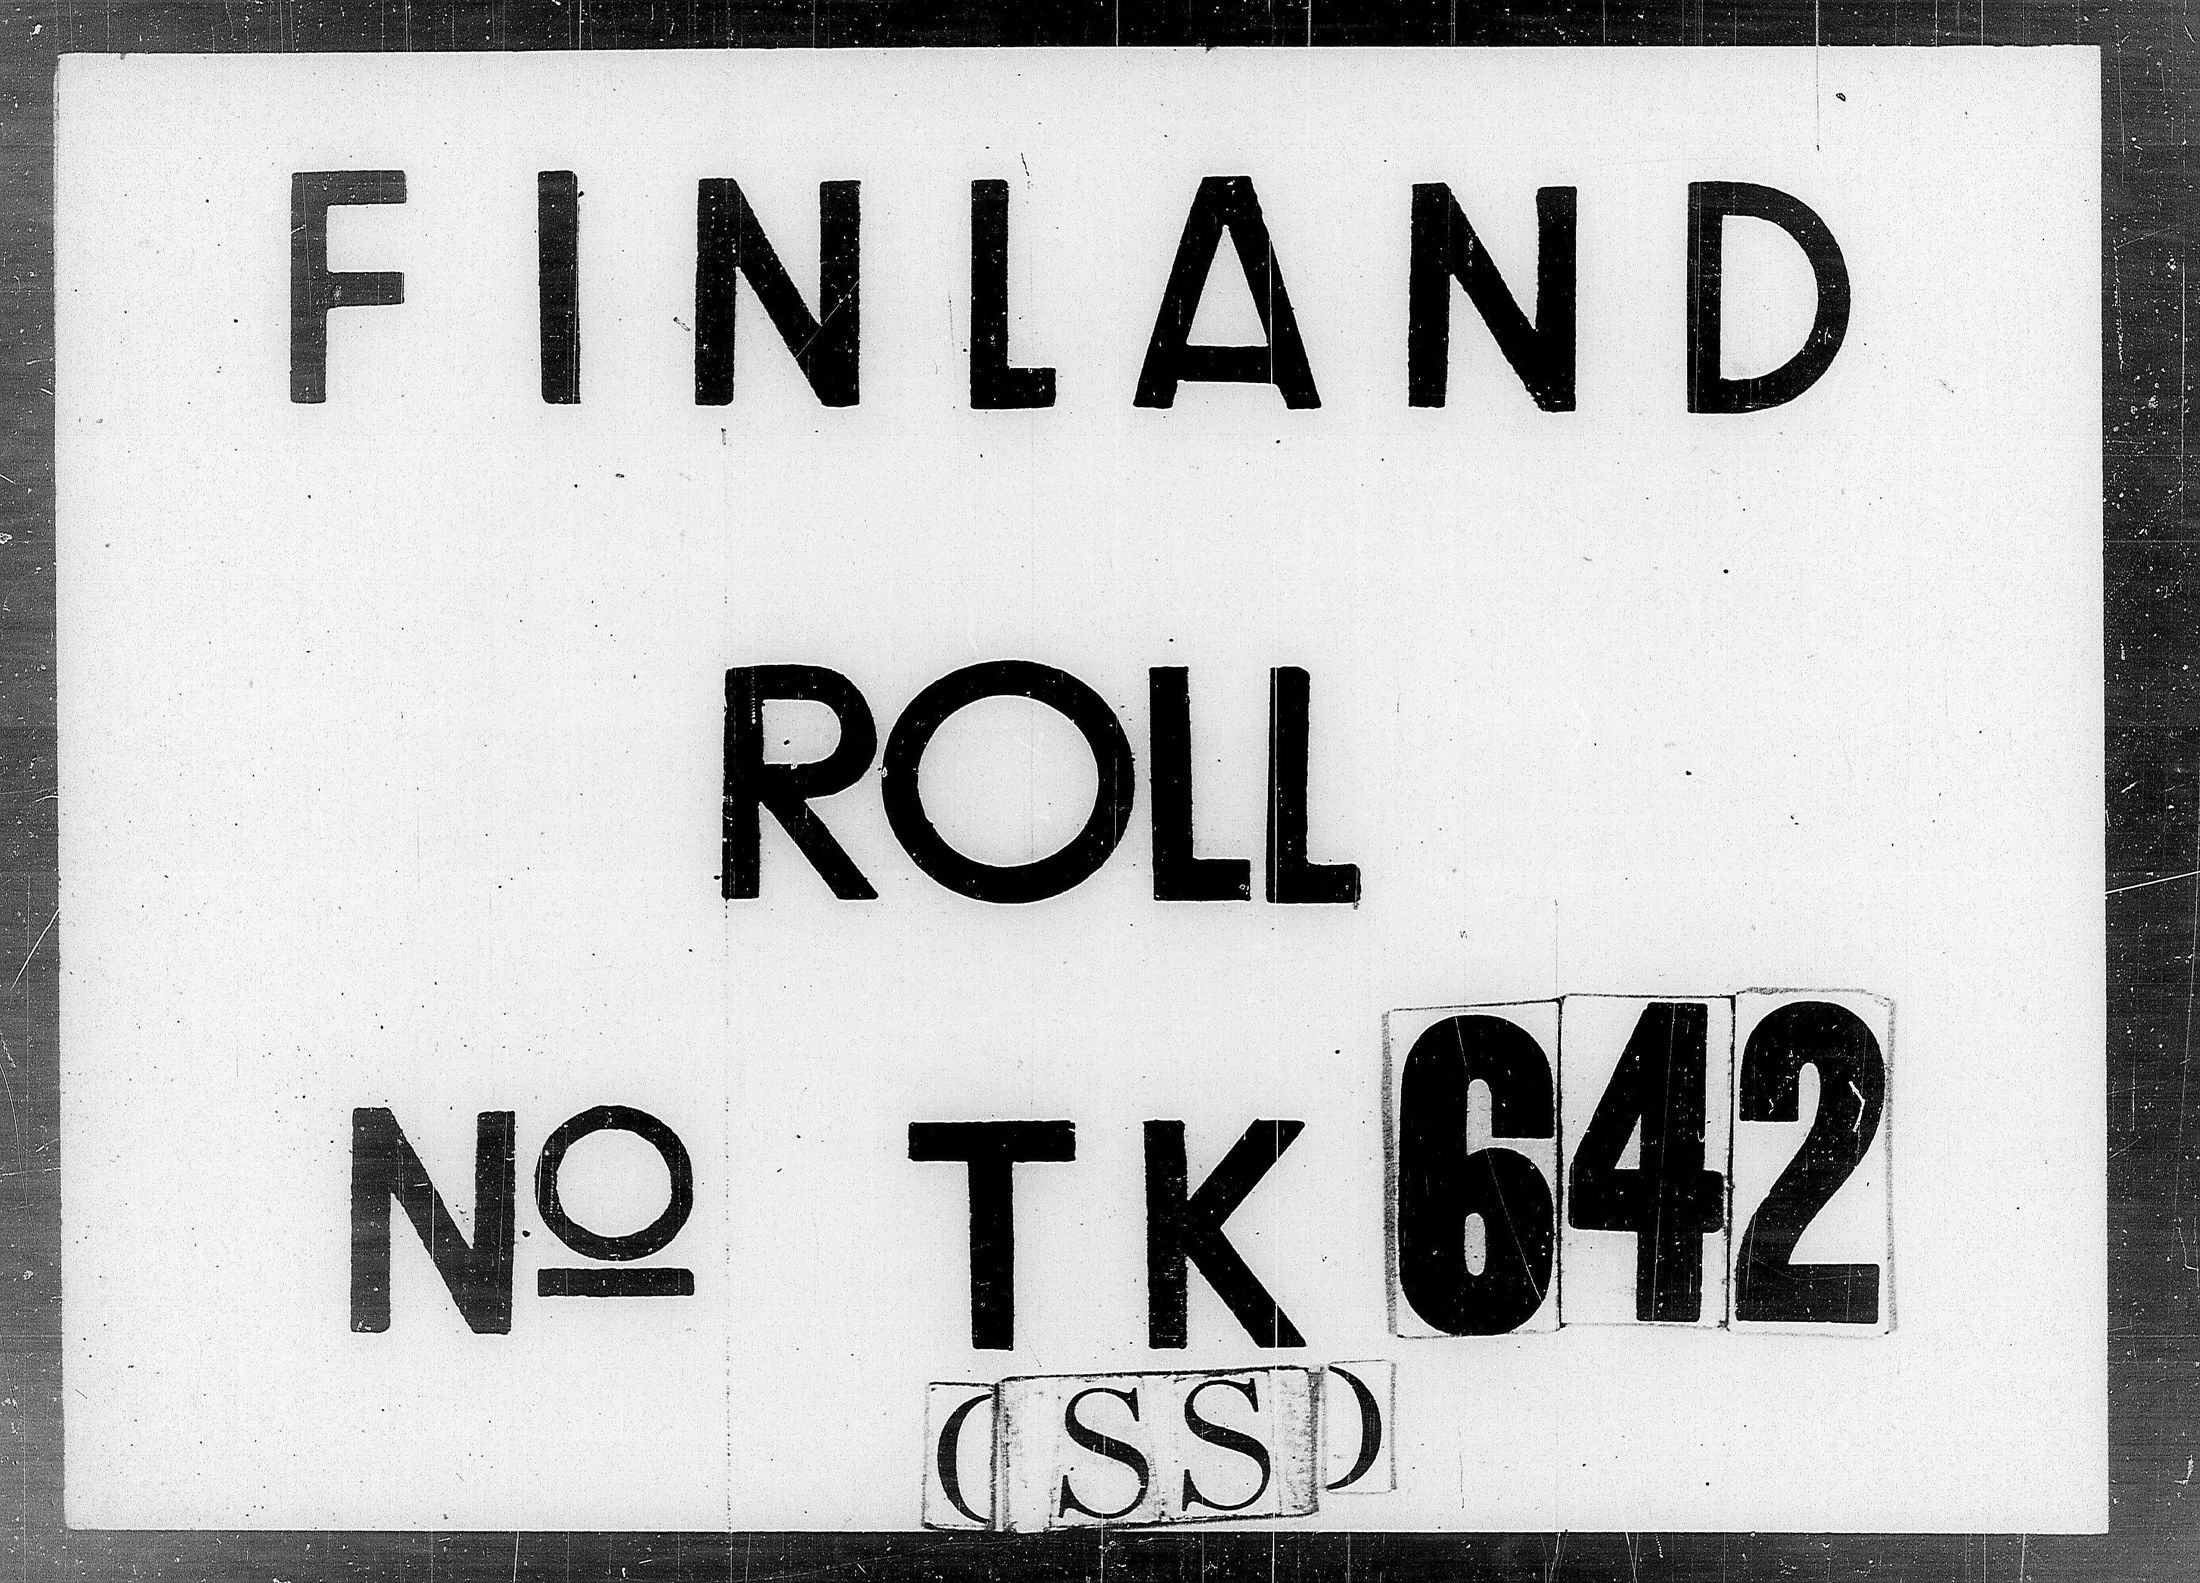 FINLAND
ROLL
Nº TK 642
(SS)